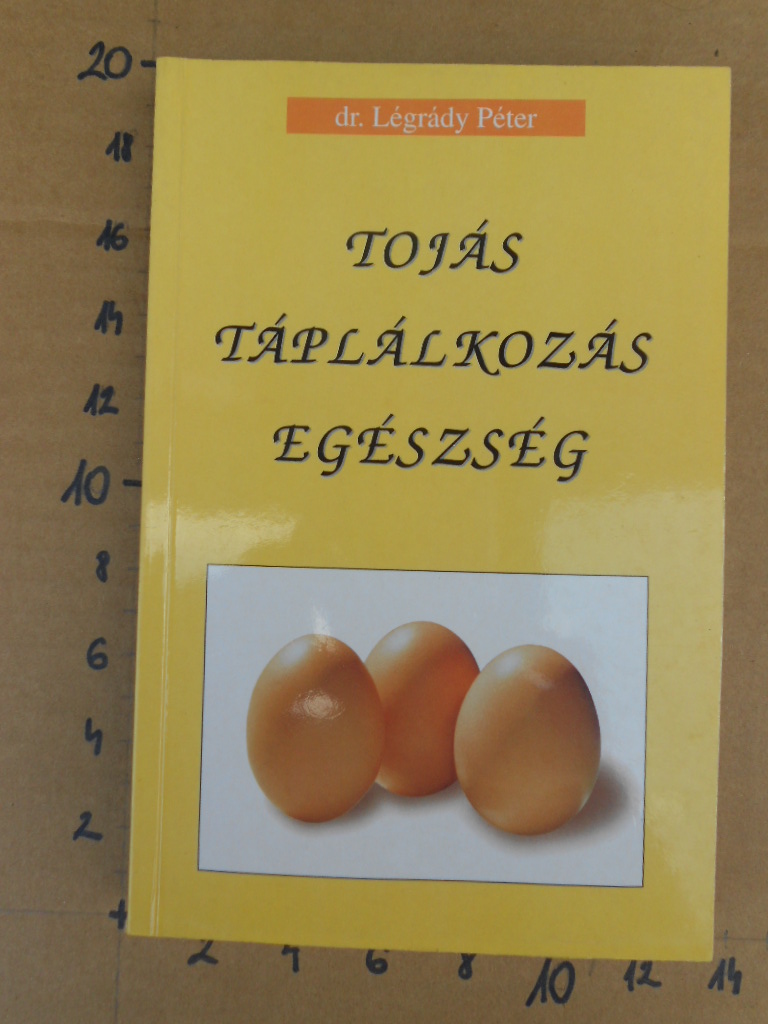 20
dr. Légrády Péter
18
16
TOJÁS
14
TÁPLÁLKOZÁS
12
EGÉSZSÉG
10
8
6
4
2
2 4 6 8 10 12 14